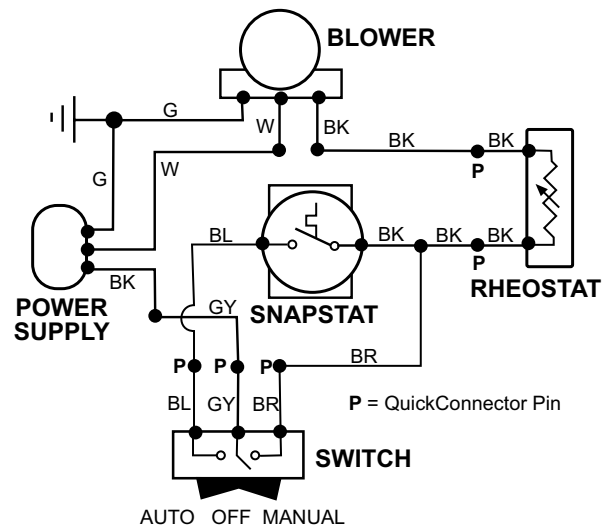 BLOWER
G
W
BK
BK
BK
P
G
W
BL
BK
BK
P
RHEOSTAT
BK
POWER
SUPPLY
GY
SNAPSTAT
BR
P
P
P
BL
GY
BR
P = QuickConnector Pin
SWITCH
AUTO OFF MANUAL